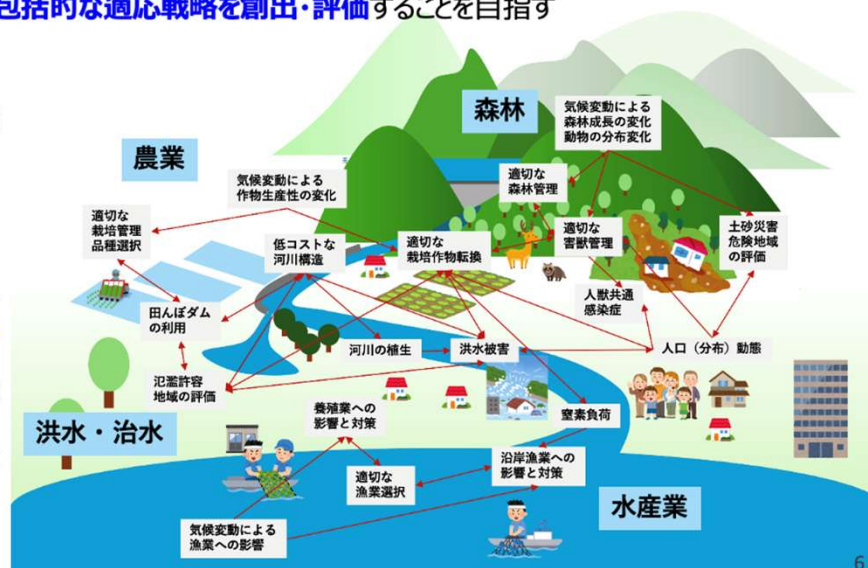 包括的な適応戦略を創出・評価することを目指す
森林
気候変動による
森林成長の変化
動物の分布変化
農業
気候変動による
作物生産性の変化
適切な
森林管理
適切な
栽培管理
品種選択
低コストな
河川構造
適切な
栽培作物転換
適切な
害獣管理
土砂災害
危険地域
の評価
田んぼダム
の利用
人獣共通
感染症
河川の植生
洪水被害
人口（分布）動態
氾濫許容
地域の評価
養殖業への
影響と対策
窒素負荷
洪水・治水
沿岸漁業への
影響と対策
適切な
漁業選択
水産業
気候変動による
漁業への影響
6